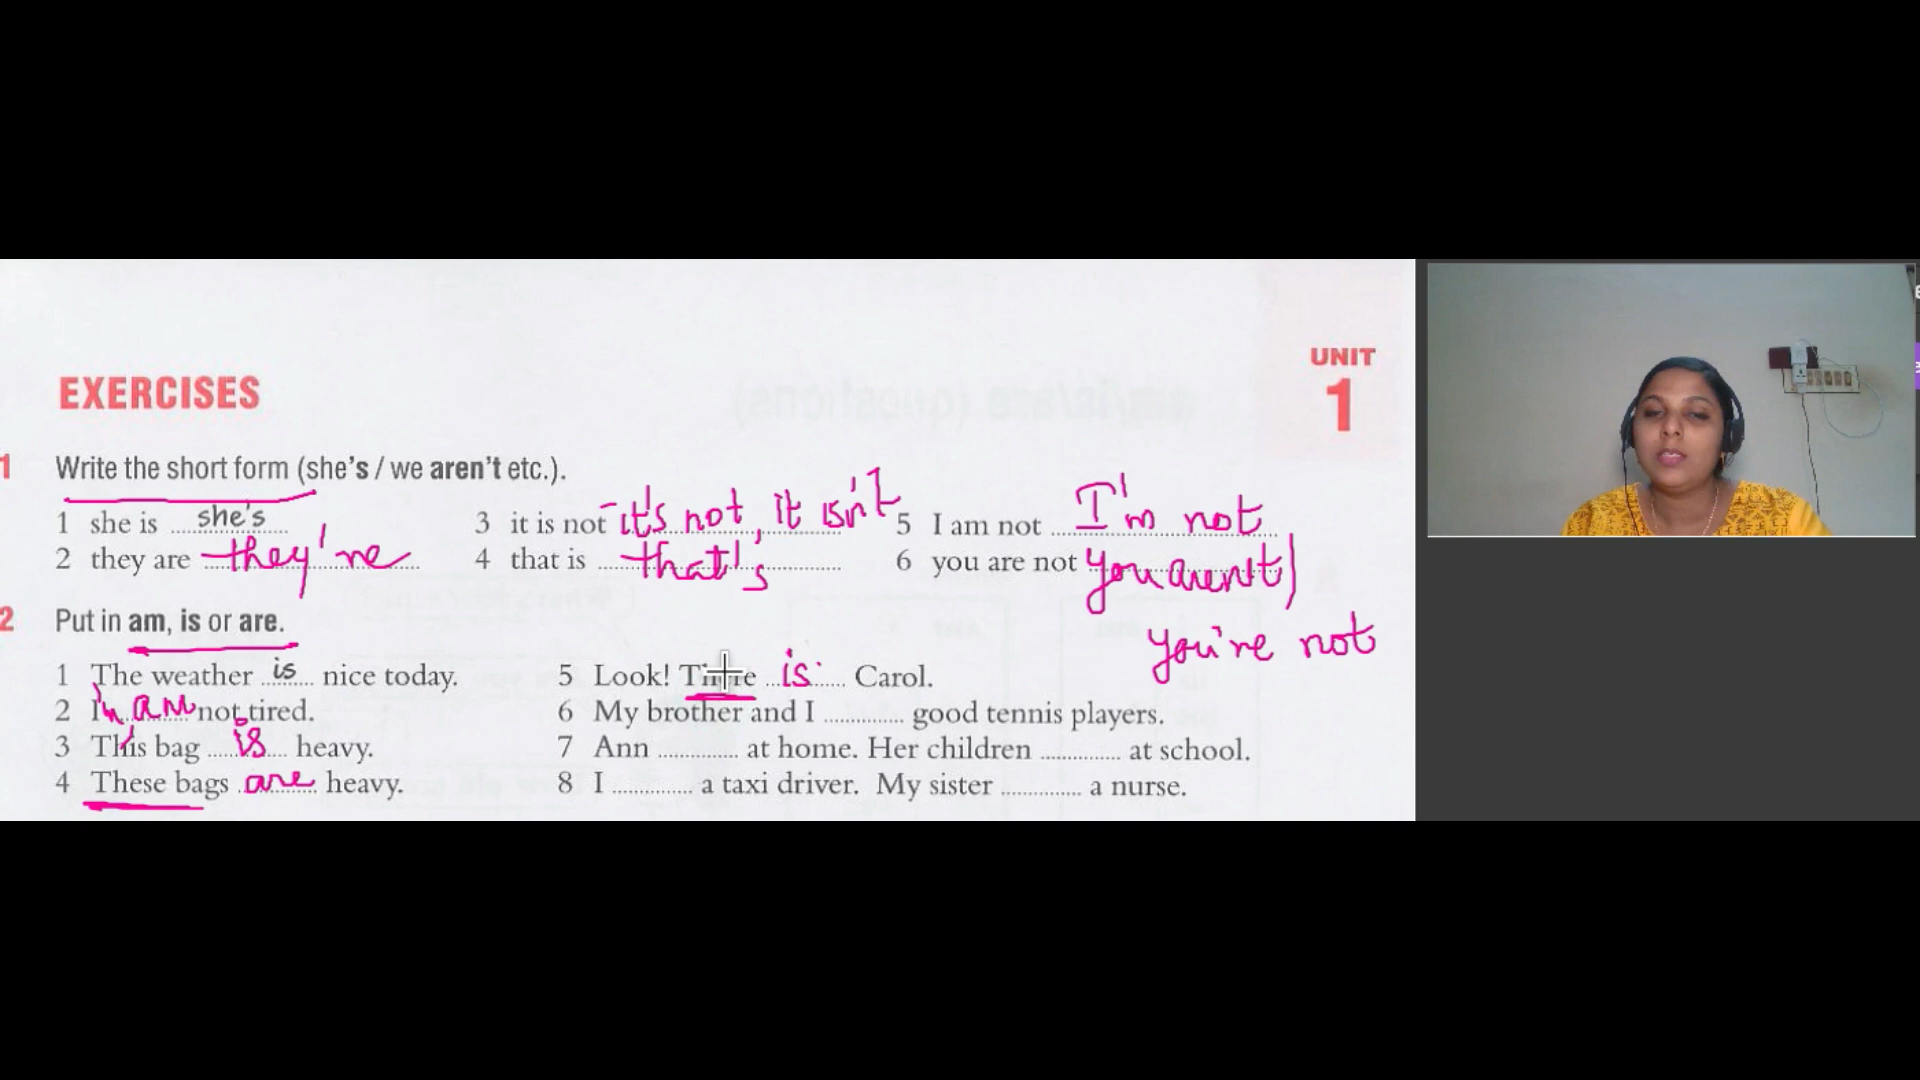 UNIT
1
EXERCISES
1 Write the short form (she's / we aren't etc.).
1 she is she's 3 it is not it's not, it isn't 5 I am not I'm not
2 they are they're 4 that is that's 6 you are not you aren't
you're not
2 Put in am, is or are.
1 The weather is nice today. 5 Look! There is Carol.
2 I am not tired. 6 My brother and I ............ good tennis players.
3 This bag is heavy. 7 Ann ............ at home. Her children ............ at school.
4 These bags are heavy. 8 I ............ a taxi driver. My sister ............ a nurse.